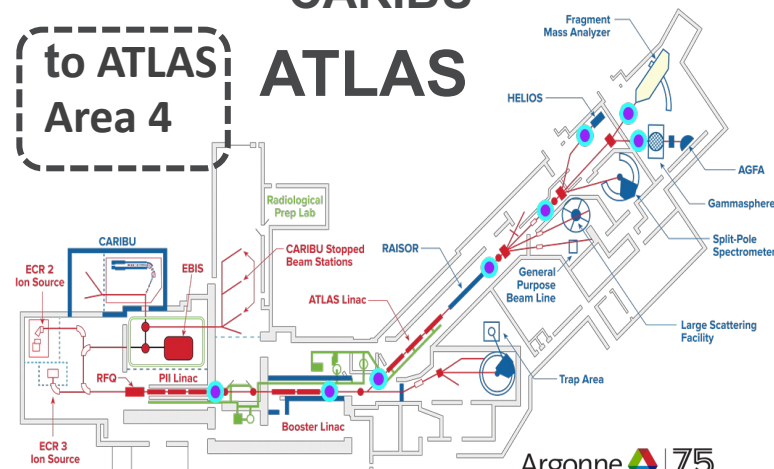 CARIBU
to ATLAS
Area 4
ATLAS
Fragment
Mass Analyzer
HELIOS
AGFA
Gammasphere
Split-Pole
Spectrometer
Radiological
Prep Lab
CARIBU
CARIBU Stopped
Beam Stations
RAISOR
ECR 2
Ion Source
EBIS
General
Purpose
Beam Line
ATLAS Linac
Large Scattering
Facility
RFQ
PII Linac
Trap Area
Booster Linac
ECR 3
Ion Source
Argonne 75